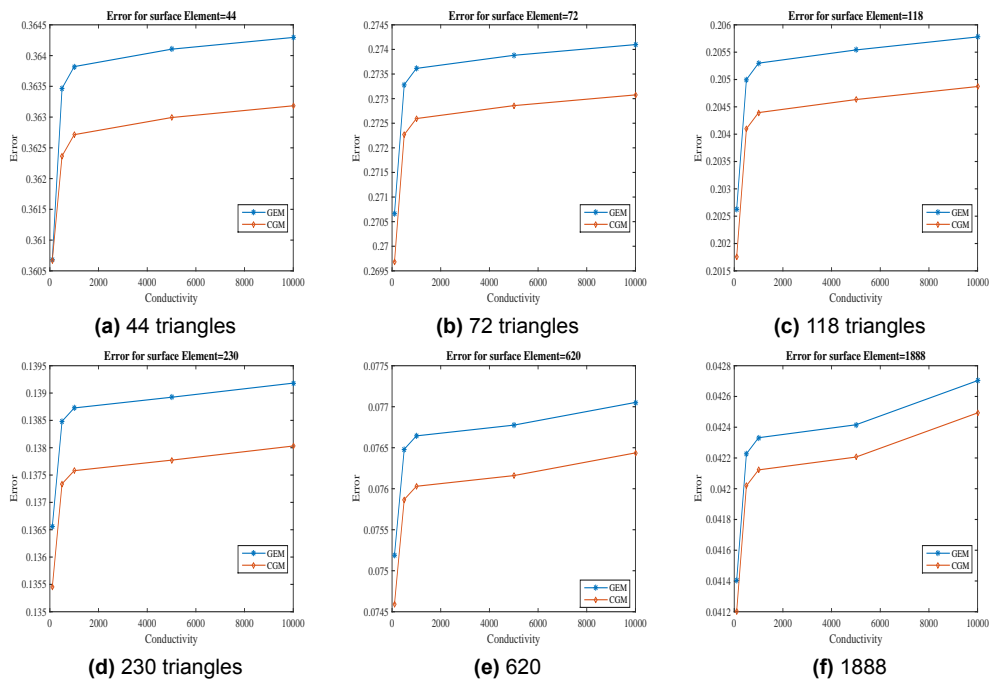 Error for surface Element=44
0.3645
0.364
0.3635
0.363
0.3625
0.362
0.3615
0.361
0.3605
Error
0 2000 4000 6000 8000 10000
Conductivity
GEM
CGM
(a) 44 triangles
Error for surface Element=72
0.2745
0.274
0.2735
0.273
0.2725
0.272
0.2715
0.271
0.2705
0.27
0.2695
Error
0 2000 4000 6000 8000 10000
Conductivity
GEM
CGM
(b) 72 triangles
Error for surface Element=118
0.206
0.2055
0.205
0.2045
0.204
0.2035
0.203
0.2025
0.202
0.2015
Error
0 2000 4000 6000 8000 10000
Conductivity
GEM
CGM
(c) 118 triangles
Error for surface Element=230
0.1395
0.139
0.1385
0.138
0.1375
0.137
0.1365
0.136
0.1355
0.135
Error
0 2000 4000 6000 8000 10000
Conductivity
GEM
CGM
(d) 230 triangles
Error for surface Element=620
0.0775
0.077
0.0765
0.076
0.0755
0.075
0.0745
Error
0 2000 4000 6000 8000 10000
Conductivity
GEM
CGM
(e) 620
Error for surface Element=1888
0.0428
0.0426
0.0424
0.0422
0.042
0.0418
0.0416
0.0414
0.0412
Error
0 2000 4000 6000 8000 10000
Conductivity
GEM
CGM
(f) 1888